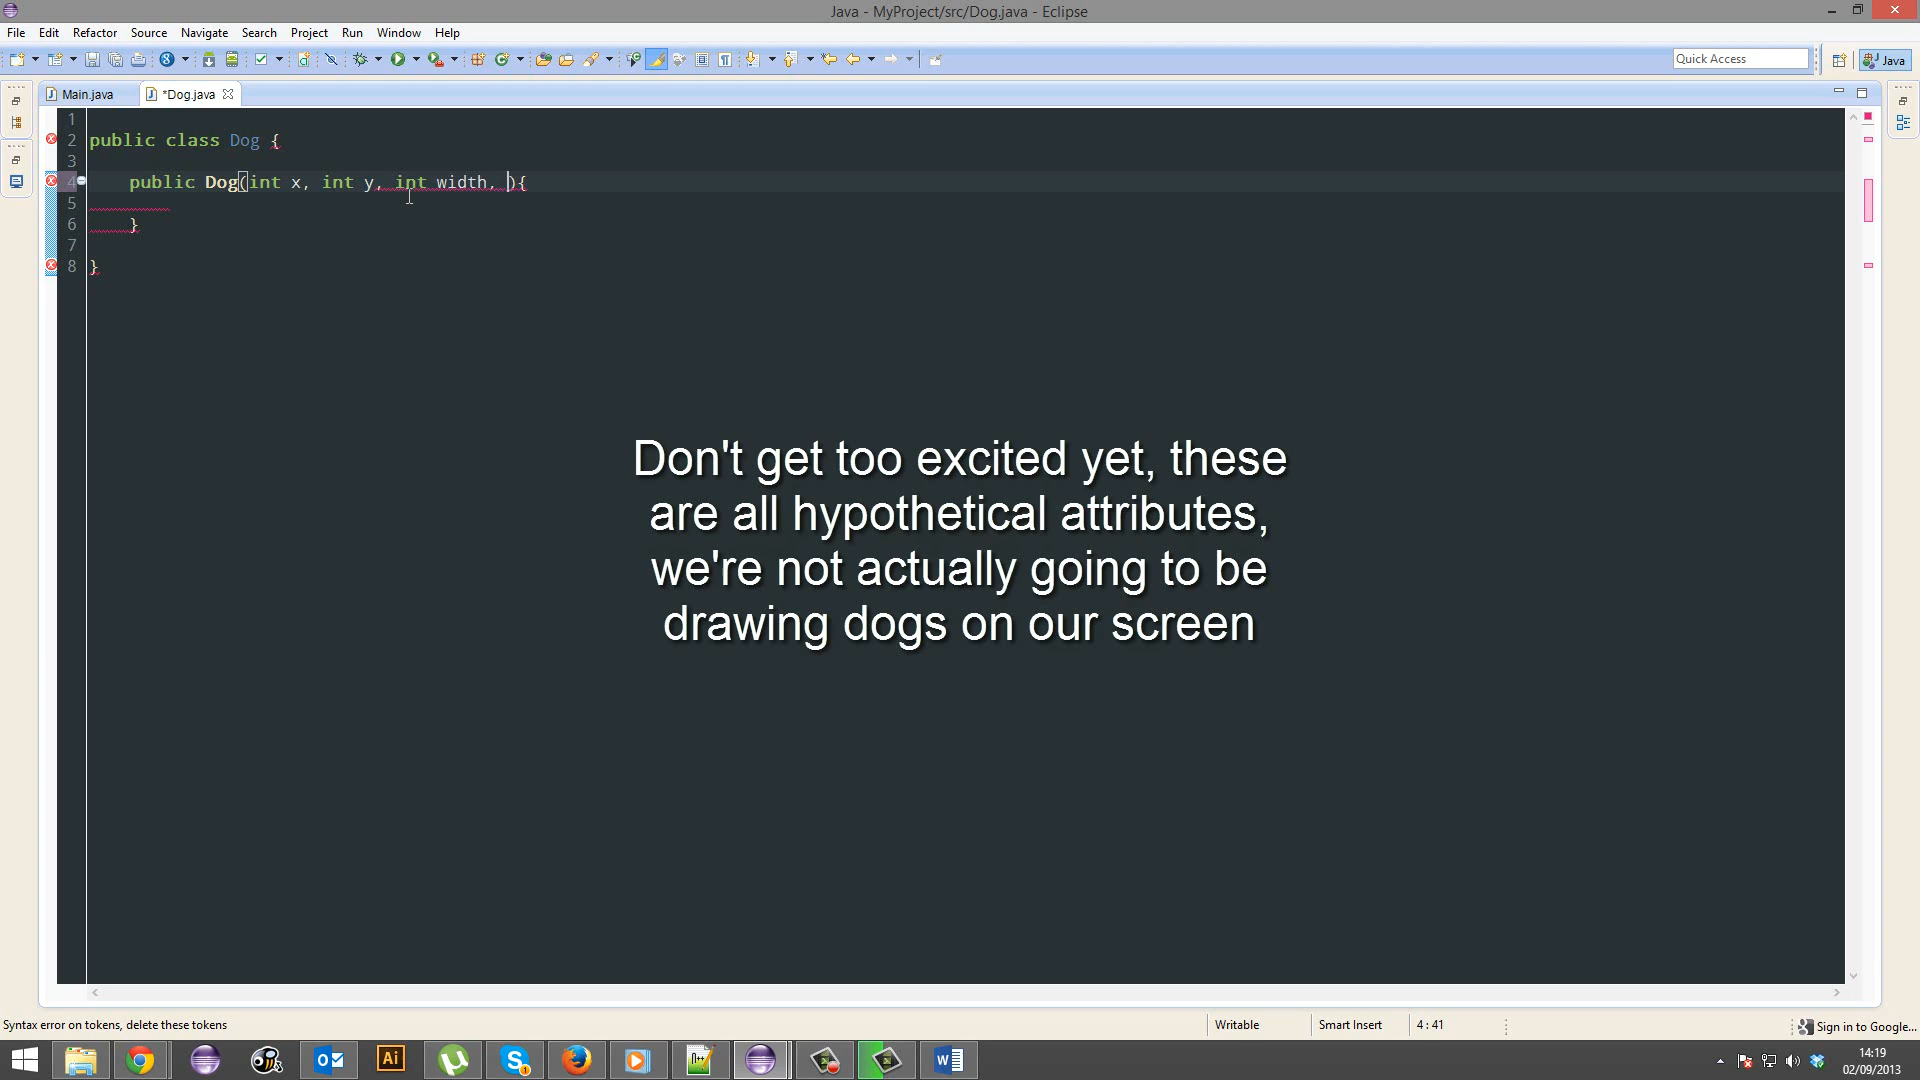 Java - MyProject/src/Dog.java - Eclipse
File Edit Refactor Source Navigate Search Project Run Window Help
Quick Access
Java
Main.java *Dog.java
1
2 public class Dog {
3
4 public Dog(int x, int y, int width, ){
5
6 }
7
8 }
Don't get too excited yet, these
are all hypothetical attributes,
we're not actually going to be
drawing dogs on our screen
Syntax error on tokens, delete these tokens
Writable
Smart Insert
4 : 41
Sign in to Google...
14:19
02/09/2013